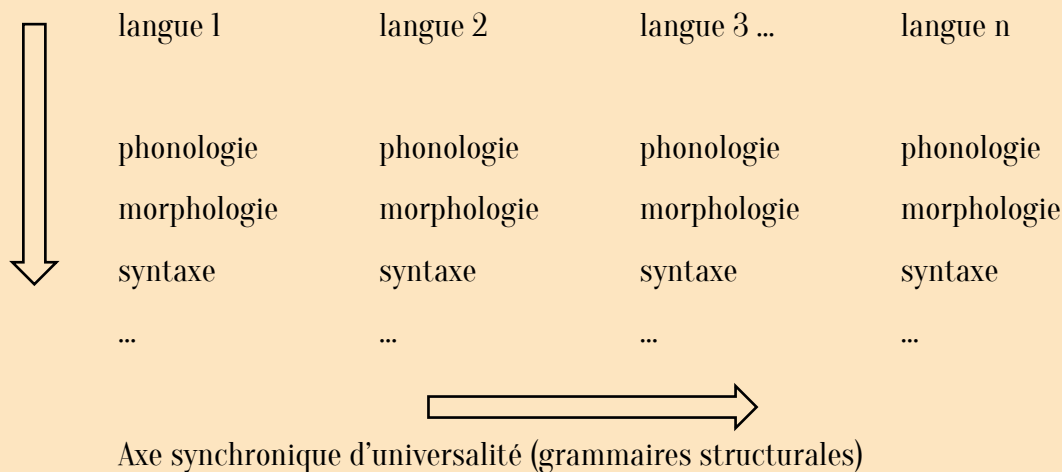 langue 1 langue 2 langue 3 ... langue n
phonologie phonologie phonologie phonologie
morphologie morphologie morphologie morphologie
syntaxe syntaxe syntaxe syntaxe
... ... ... ...
Axe synchronique d’universalité (grammaires structurales)